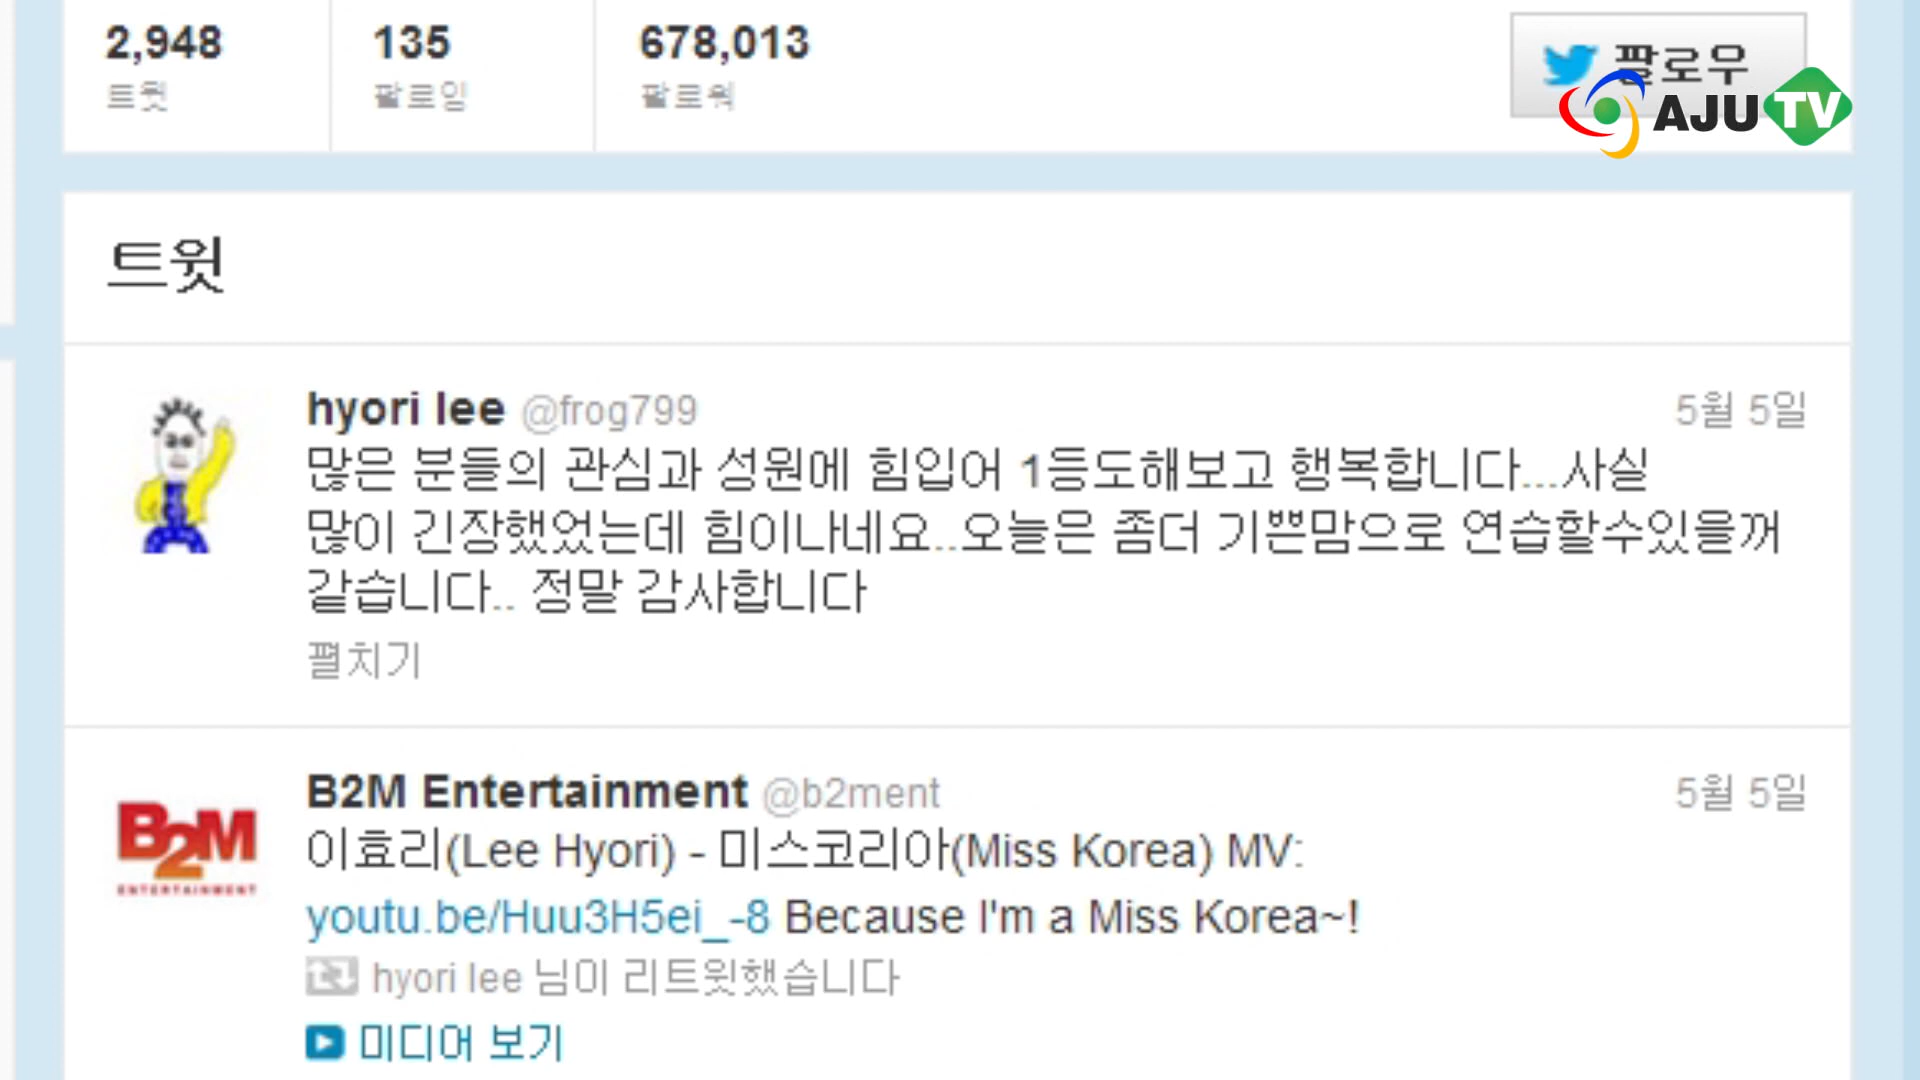 2,948
트윗
135
팔로잉
678,013
팔로워
팔로우
AJU TV
트윗
hyori lee @frog799
5월 5일
많은 분들의 관심과 성원에 힘입어 1등도해보고 행복합니다...사실
많이 긴장했었는데 힘이나네요..오늘은 좀더 기쁜맘으로 연습할수있을꺼
같습니다.. 정말 감사합니다
펼치기
B2M ENTERTAINMENT
B2M Entertainment @b2ment
5월 5일
이효리(Lee Hyori) - 미스코리아(Miss Korea) MV:
youtu.be/Huu3H5ei_-8 Because I'm a Miss Korea~!
hyori lee 님이 리트윗했습니다
미디어 보기